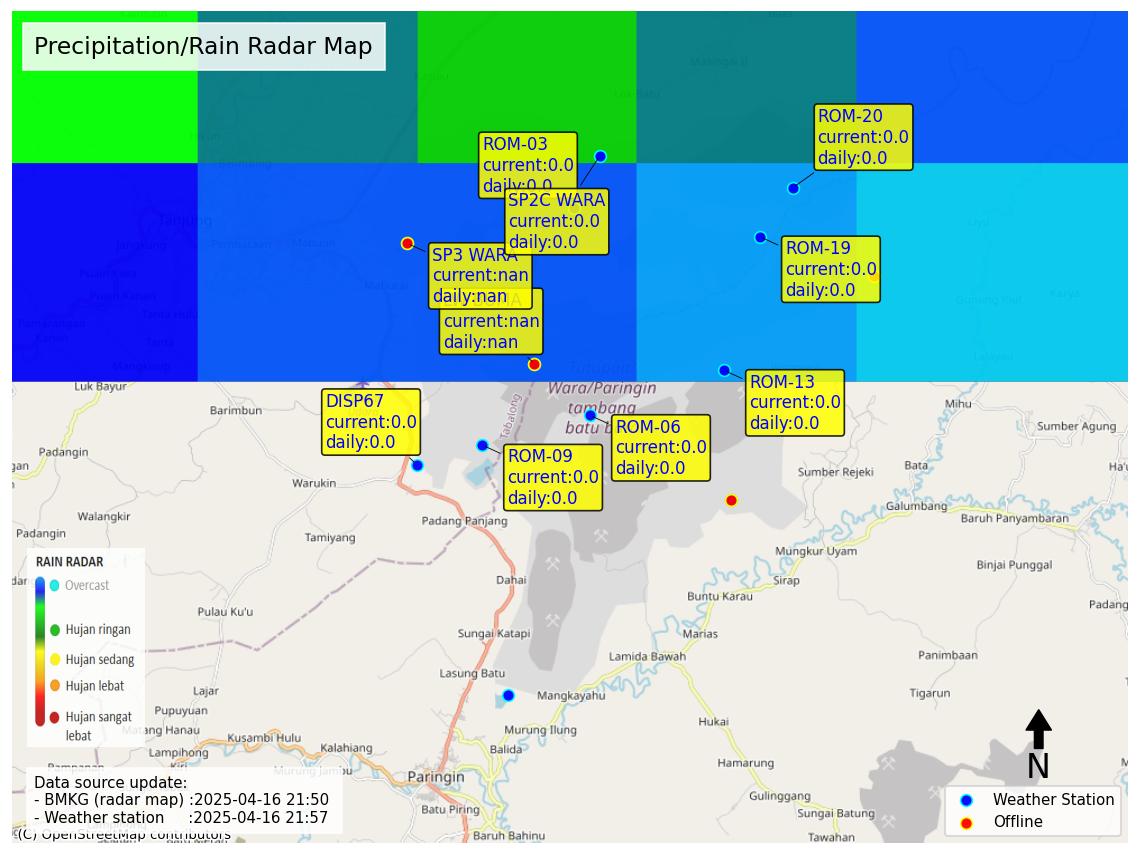 Precipitation/Rain Radar Map
ROM-20
current:0.0
daily:0.0
ROM-03
current:0.0
daily:0.0
SP2C WARA
current:0.0
daily:0.0
ROM-19
current:0.0
daily:0.0
SP3 WARA
current:nan
daily:nan
current:nan
daily:nan
ROM-13
current:0.0
daily:0.0
DISP67
current:0.0
daily:0.0
ROM-06
current:0.0
daily:0.0
ROM-09
current:0.0
daily:0.0
Tanjung
Maburai
Tutupan
Wara/Paringin
tambang
batu
Tabalong
Luk Bayur
Barimbun
Mihu
Sumber Agung
Bata
Sumber Rejeki
Warukin
Galumbang
Baruh Panyambaran
Walangkir
Padangin
Padang Panjang
Tamiyang
Mungkur Uyam
Binjai Punggal
Dahai
Sirap
Buntu Karau
Pulau Ku'u
Sungai Katapi
Marias
Lamida Bawah
Panimbaan
Lasung Batu
Tigarun
Lajar
Mangkayahu
Pupuyuan
Hukai
Matang Hanau
Kusambi Hulu
Murung Ilung
Kalahiang
Balida
Lampihong
Hamarung
Murung Jambu
Paringin
Gulinggang
Batu Piring
Sungai Batung
Baruh Bahinu
Tawahan
RAIN RADAR
Overcast
Hujan ringan
Hujan sedang
Hujan lebat
Hujan sangat
lebat
Data source update:
- BMKG (radar map) :2025-04-16 21:50
- Weather station :2025-04-16 21:57
(C) OpenStreetMap contributors
N
Weather Station
Offline